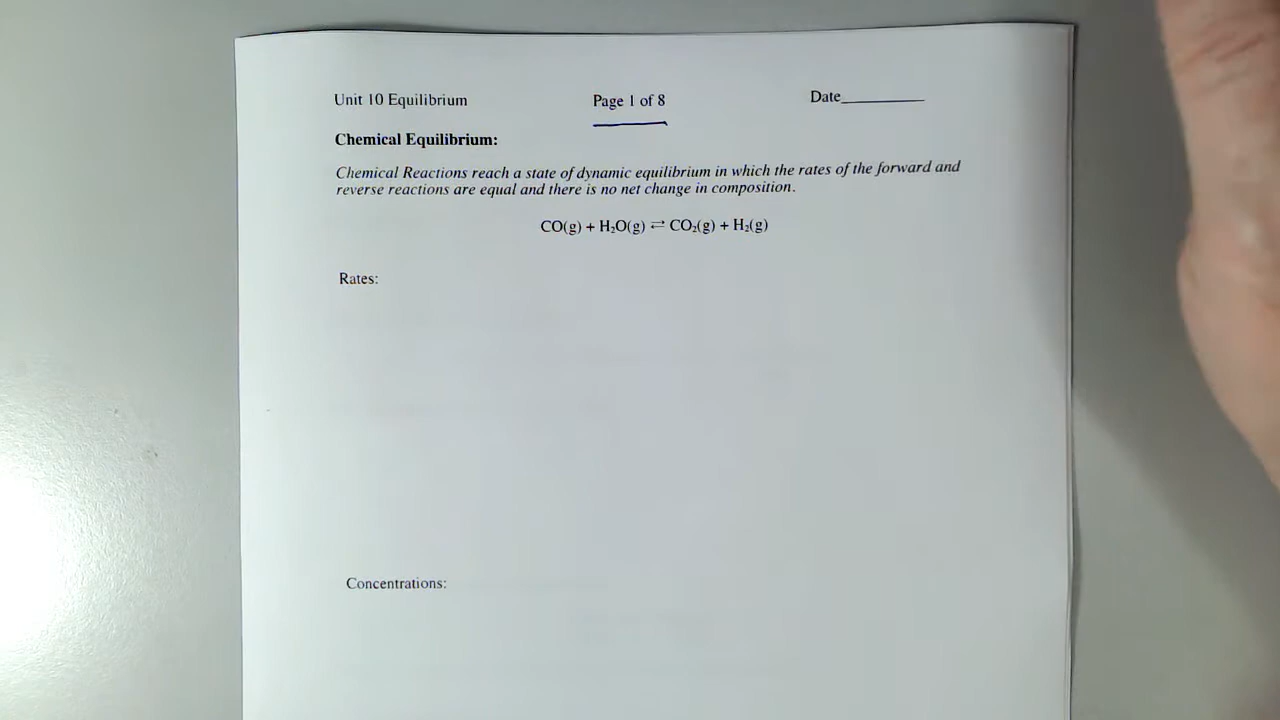 Unit 10 Equilibrium Page 1 of 8 Date__________
Chemical Equilibrium:
Chemical Reactions reach a state of dynamic equilibrium in which the rates of the forward and
reverse reactions are equal and there is no net change in composition.
CO(g) + H₂O(g) ⇌ CO₂(g) + H₂(g)
Rates:
Concentrations: